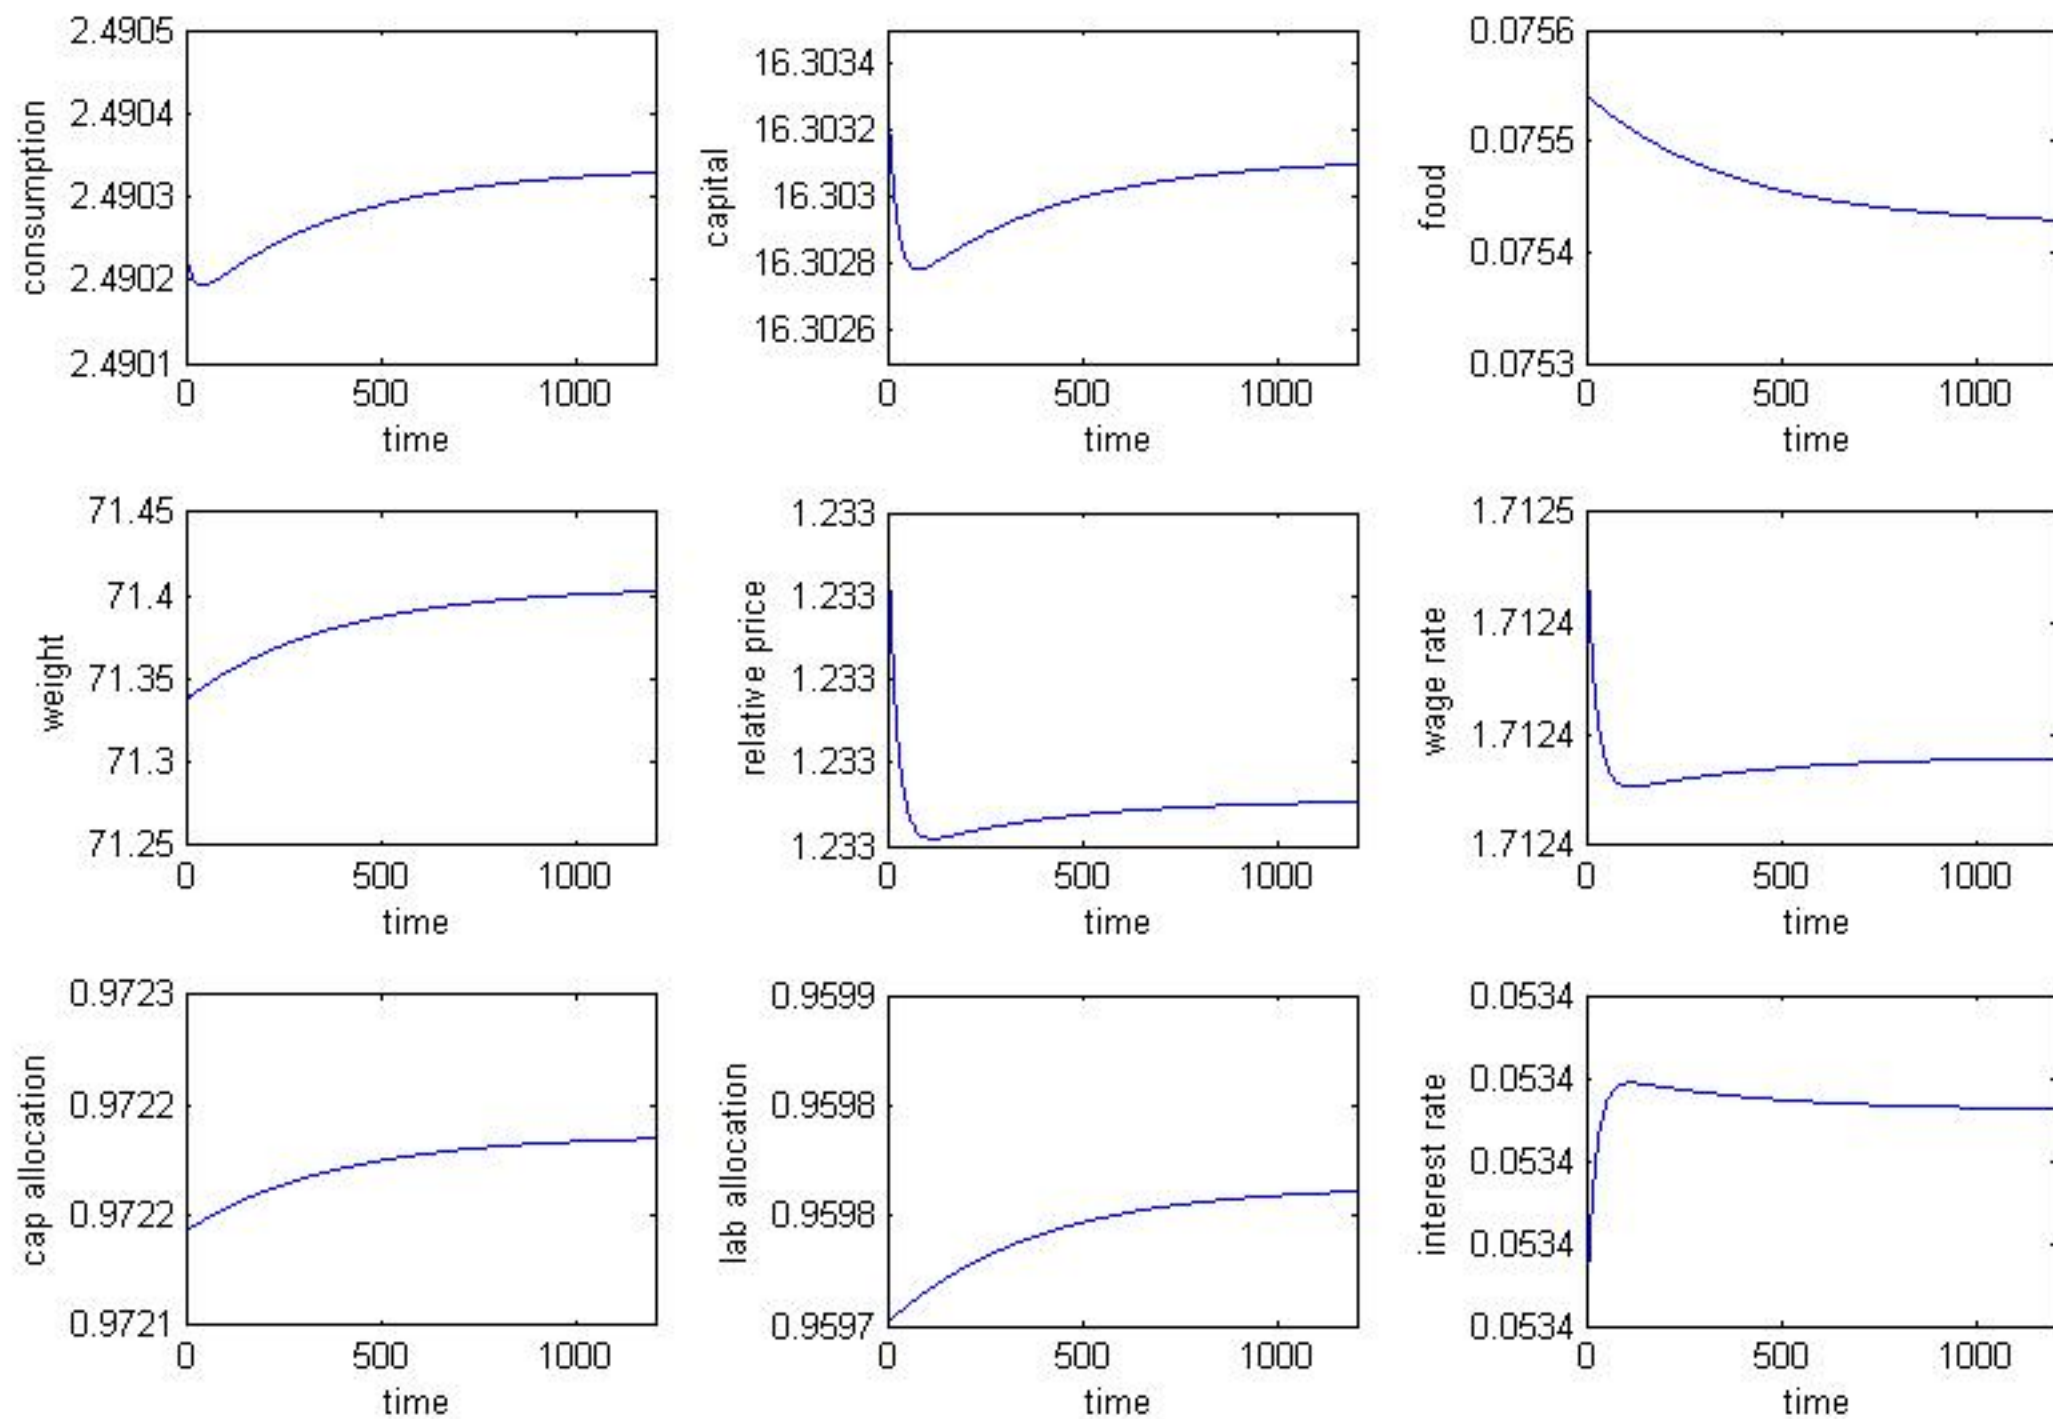 consumption
2.4905
2.4904
2.4903
2.4902
2.4901
0 500 1000
time
capital
16.3034
16.3032
16.303
16.3028
16.3026
0 500 1000
time
food
0.0756
0.0755
0.0754
0.0753
0 500 1000
time
weight
71.45
71.4
71.35
71.3
71.25
0 500 1000
time
relative price
1.233
1.233
1.233
1.233
1.233
0 500 1000
time
wage rate
1.7125
1.7124
1.7124
1.7124
0 500 1000
time
cap allocation
0.9723
0.9722
0.9722
0.9721
0 500 1000
time
lab allocation
0.9599
0.9598
0.9598
0.9597
0 500 1000
time
interest rate
0.0534
0.0534
0.0534
0.0534
0.0534
0 500 1000
time